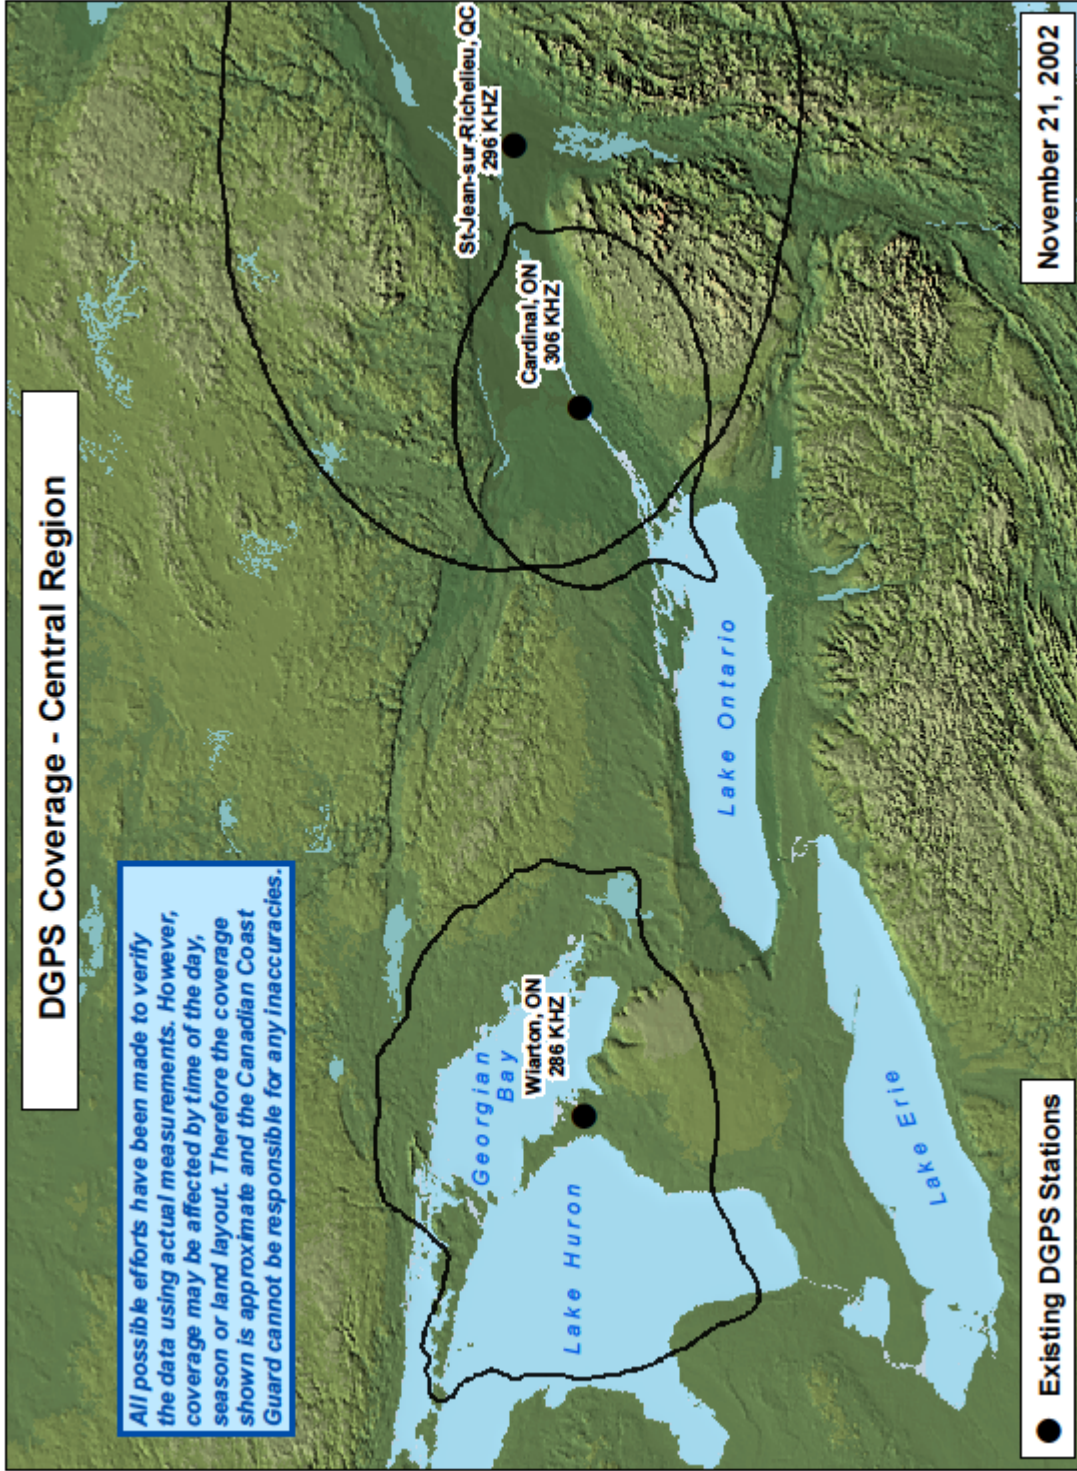 DGPS Coverage - Central Region
All possible efforts have been made to verify
the data using actual measurements. However,
coverage may be affected by time of the day,
season or land layout. Therefore the coverage
shown is approximate and the Canadian Coast
Guard cannot be responsible for any inaccuracies.
St-Jean-sur-Richelieu, QC
296 KHZ
Cardinal, ON
306 KHZ
Georgian
Bay
Wiarton, ON
286 KHZ
Lake Huron
Lake Ontario
Lake Erie
Existing DGPS Stations
November 21, 2002